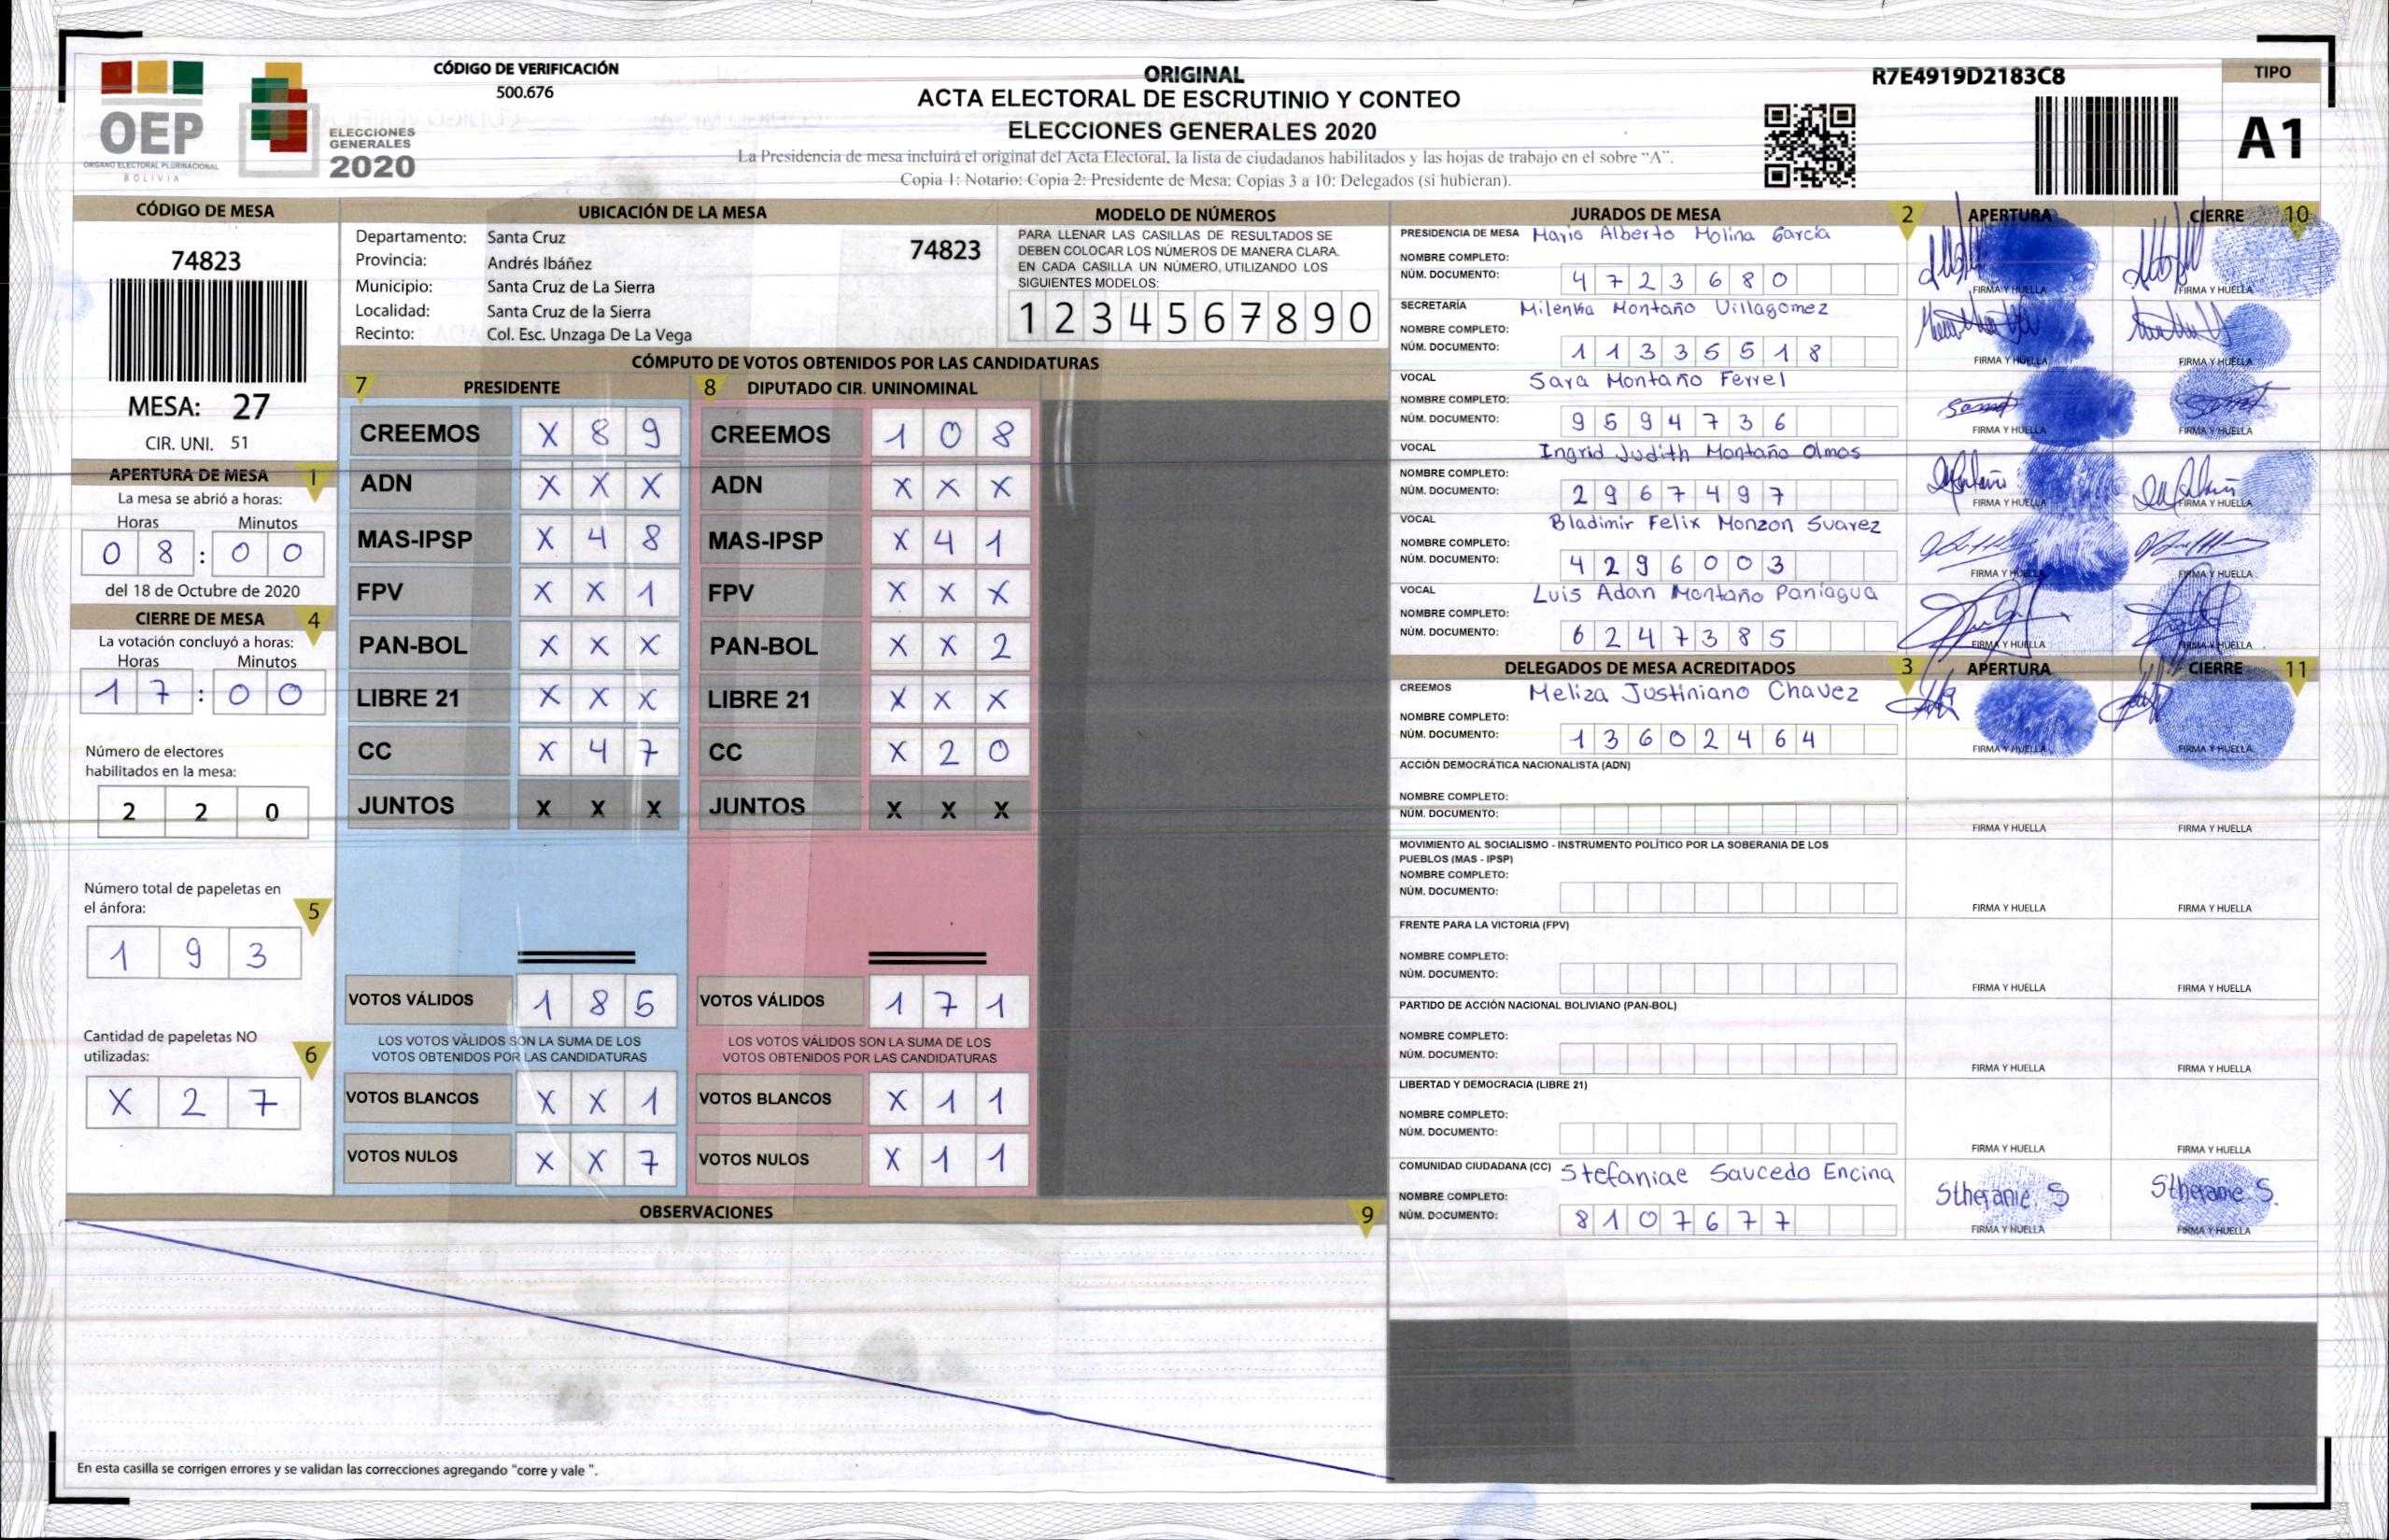 CÓDIGO DE VERIFICACIÓN
500.676
OEP
ÓRGANO ELECTORAL PLURINACIONAL
BOLIVIA
ELECCIONES
GENERALES
2020
ORIGINAL
ACTA ELECTORAL DE ESCRUTINIO Y CONTEO
ELECCIONES GENERALES 2020
La Presidencia de mesa incluirá el original del Acta Electoral, la lista de ciudadanos habilitados y las hojas de trabajo en el sobre “A”.
Copia 1: Notario; Copia 2: Presidente de Mesa; Copias 3 a 10: Delegados (si hubieran).
R7E4919D2183C8
TIPO
A1
CÓDIGO DE MESA
74823
MESA: 27
CIR. UNI. 51
APERTURA DE MESA 1
La mesa se abrió a horas:
Horas Minutos
0 8 : 0 0
del 18 de Octubre de 2020
CIERRE DE MESA 4
La votación concluyó a horas:
Horas Minutos
1 7 : 0 0
Número de electores
habilitados en la mesa:
2 2 0
Número total de papeletas en
el ánfora: 5
1 9 3
Cantidad de papeletas NO
utilizadas: 6
X 2 7
UBICACIÓN DE LA MESA
Departamento: Santa Cruz 74823
Provincia: Andrés Ibáñez
Municipio: Santa Cruz de La Sierra
Localidad: Santa Cruz de la Sierra
Recinto: Col. Esc. Unzaga De La Vega
MODELO DE NÚMEROS
PARA LLENAR LAS CASILLAS DE RESULTADOS SE
DEBEN COLOCAR LOS NÚMEROS DE MANERA CLARA.
EN CADA CASILLA UN NÚMERO, UTILIZANDO LOS
SIGUIENTES MODELOS:
1 2 3 4 5 6 7 8 9 0
CÓMPUTO DE VOTOS OBTENIDOS POR LAS CANDIDATURAS
7 PRESIDENTE 8 DIPUTADO CIR. UNINOMINAL
CREEMOS X 8 9 CREEMOS 1 0 8
ADN X X X ADN X X X
MAS-IPSP X 4 8 MAS-IPSP X 4 1
FPV X X 1 FPV X X X
PAN-BOL X X X PAN-BOL X X 2
LIBRE 21 X X X LIBRE 21 X X X
CC X 4 7 CC X 2 0
JUNTOS X X X JUNTOS X X X
VOTOS VÁLIDOS 1 8 5 VOTOS VÁLIDOS 1 7 1
LOS VOTOS VÁLIDOS SON LA SUMA DE LOS LOS VOTOS VÁLIDOS SON LA SUMA DE LOS
VOTOS OBTENIDOS POR LAS CANDIDATURAS VOTOS OBTENIDOS POR LAS CANDIDATURAS
VOTOS BLANCOS X X 1 VOTOS BLANCOS X 1 1
VOTOS NULOS X X 7 VOTOS NULOS X 1 1
OBSERVACIONES 9
En esta casilla se corrigen errores y se validan las correcciones agregando “corre y vale ”.
JURADOS DE MESA 2 APERTURA CIERRE 10
PRESIDENCIA DE MESA Mario Alberto Molina García
NOMBRE COMPLETO:
NÚM. DOCUMENTO: 4 7 2 3 6 8 0
FIRMA Y HUELLA FIRMA Y HUELLA
SECRETARÍA Milenka Montaño Villagomez
NOMBRE COMPLETO:
NÚM. DOCUMENTO: 1 1 3 3 5 5 1 8
FIRMA Y HUELLA FIRMA Y HUELLA
VOCAL Sara Montaño Ferrel
NOMBRE COMPLETO:
NÚM. DOCUMENTO: 9 5 9 4 7 3 6
FIRMA Y HUELLA FIRMA Y HUELLA
VOCAL Ingrid Judith Montaño Olmos
NOMBRE COMPLETO:
NÚM. DOCUMENTO: 2 9 6 7 4 9 7
FIRMA Y HUELLA FIRMA Y HUELLA
VOCAL Bladimir Felix Monzon Suarez
NOMBRE COMPLETO:
NÚM. DOCUMENTO: 4 2 9 6 0 0 3
FIRMA Y HUELLA FIRMA Y HUELLA
VOCAL Luis Adan Montaño Paniagua
NOMBRE COMPLETO:
NÚM. DOCUMENTO: 6 2 4 7 3 8 5
FIRMA Y HUELLA FIRMA Y HUELLA
DELEGADOS DE MESA ACREDITADOS 3 APERTURA CIERRE 11
CREEMOS Meliza Justiniano Chavez
NOMBRE COMPLETO:
NÚM. DOCUMENTO: 1 3 6 0 2 4 6 4
FIRMA Y HUELLA FIRMA Y HUELLA
ACCIÓN DEMOCRÁTICA NACIONALISTA (ADN)
NOMBRE COMPLETO:
NÚM. DOCUMENTO:
FIRMA Y HUELLA FIRMA Y HUELLA
MOVIMIENTO AL SOCIALISMO - INSTRUMENTO POLÍTICO POR LA SOBERANIA DE LOS
PUEBLOS (MAS - IPSP)
NOMBRE COMPLETO:
NÚM. DOCUMENTO:
FIRMA Y HUELLA FIRMA Y HUELLA
FRENTE PARA LA VICTORIA (FPV)
NOMBRE COMPLETO:
NÚM. DOCUMENTO:
FIRMA Y HUELLA FIRMA Y HUELLA
PARTIDO DE ACCIÓN NACIONAL BOLIVIANO (PAN-BOL)
NOMBRE COMPLETO:
NÚM. DOCUMENTO:
FIRMA Y HUELLA FIRMA Y HUELLA
LIBERTAD Y DEMOCRACIA (LIBRE 21)
NOMBRE COMPLETO:
NÚM. DOCUMENTO:
FIRMA Y HUELLA FIRMA Y HUELLA
COMUNIDAD CIUDADANA (CC) Stefaniae Saucedo Encina
NOMBRE COMPLETO: Stheranie. S Stherame S.
NÚM. DOCUMENTO: 8 1 0 7 6 7 7
FIRMA Y HUELLA FIRMA Y HUELLA